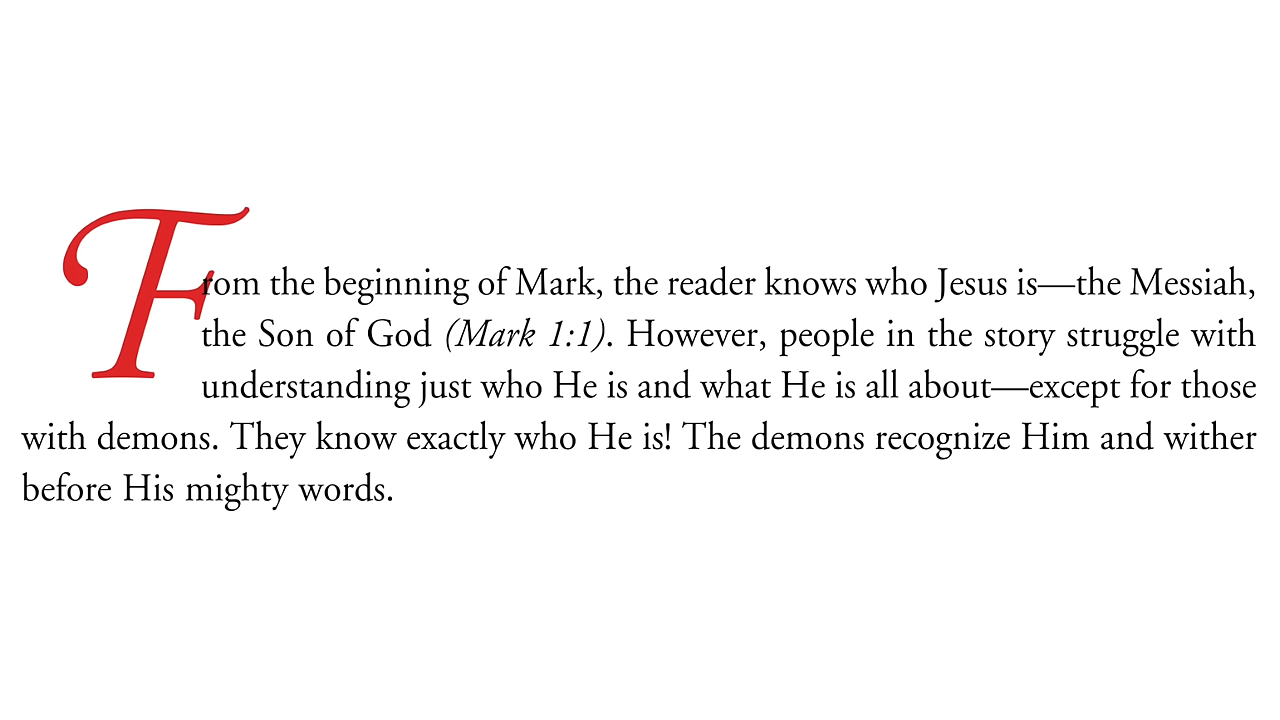 From the beginning of Mark, the reader knows who Jesus is—the Messiah,
the Son of God (Mark 1:1). However, people in the story struggle with
understanding just who He is and what He is all about—except for those
with demons. They know exactly who He is! The demons recognize Him and wither
before His mighty words.